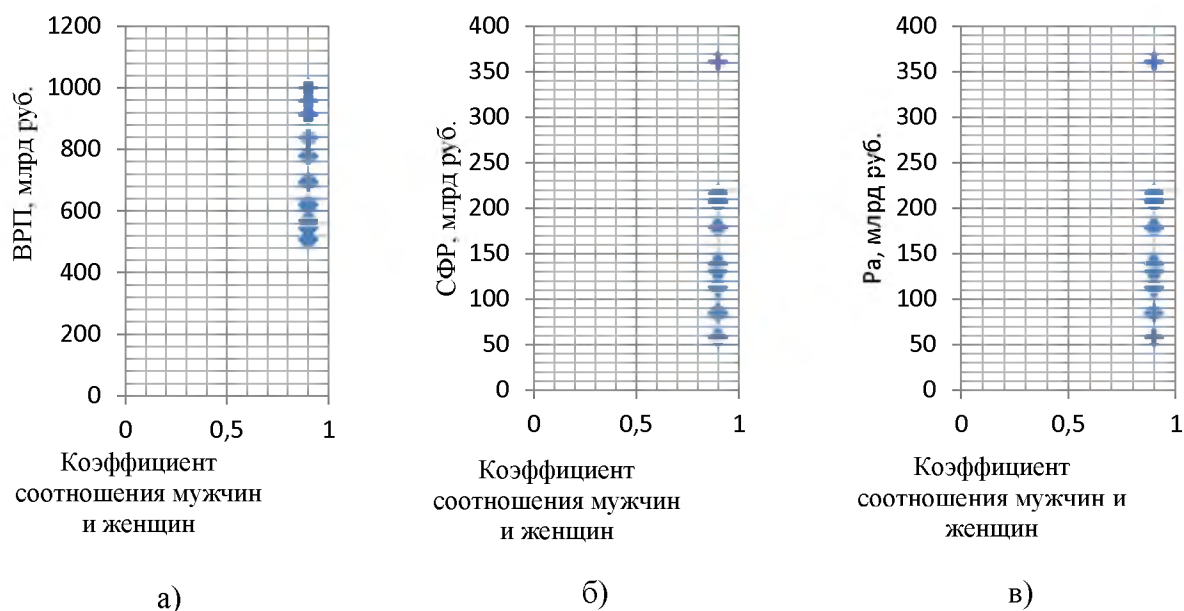 ВРП, млрд руб.
1200
1000
800
600
400
200
0
0
0,5
1
Коэффициент
соотношения мужчин
и женщин
а)
СФР, млрд руб.
400
350
300
250
200
150
100
50
0
0
0,5
1
Коэффициент
соотношения мужчин
и женщин
б)
Ра, млрд руб.
400
350
300
250
200
150
100
50
0
0
0,5
1
Коэффициент
соотношения мужчин и
женщин
в)